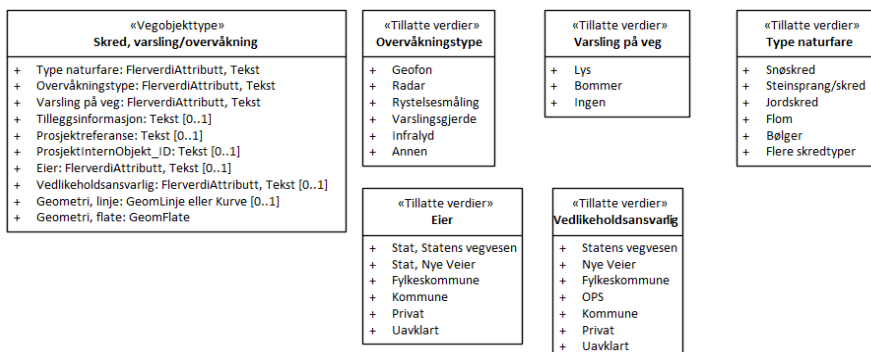 «Vegobjekttype»
Skred, varsling/overvåkning
+ Type naturfare: FlerverdiAttributt, Tekst
+ Overvåkningstype: FlerverdiAttributt, Tekst
+ Varsling på veg: FlerverdiAttributt, Tekst
+ Tilleggsinformasjon: Tekst [0..1]
+ Prosjektreferanse: Tekst [0..1]
+ ProsjektInternObjekt_ID: Tekst [0..1]
+ Eier: FlerverdiAttributt, Tekst [0..1]
+ Vedlikeholdsansvarlig: FlerverdiAttributt, Tekst [0..1]
+ Geometri, linje: GeomLinje eller Kurve [0..1]
+ Geometri, flate: GeomFlate
«Tillatte verdier»
Overvåkningstype
+ Geofon
+ Radar
+ Rystelsesmåling
+ Varslingsgjerde
+ Infralyd
+ Annen
«Tillatte verdier»
Varsling på veg
+ Lys
+ Bommer
+ Ingen
«Tillatte verdier»
Type naturfare
+ Snøskred
+ Steinsprang/skred
+ Jordskred
+ Flom
+ Bølger
+ Flere skredtyper
«Tillatte verdier»
Eier
+ Stat, Statens vegvesen
+ Stat, Nye Veier
+ Fylkeskommune
+ Kommune
+ Privat
+ Uavklart
«Tillatte verdier»
Vedlikeholdsansvarlig
+ Statens vegvesen
+ Nye Veier
+ Fylkeskommune
+ OPS
+ Kommune
+ Privat
+ Uavklart